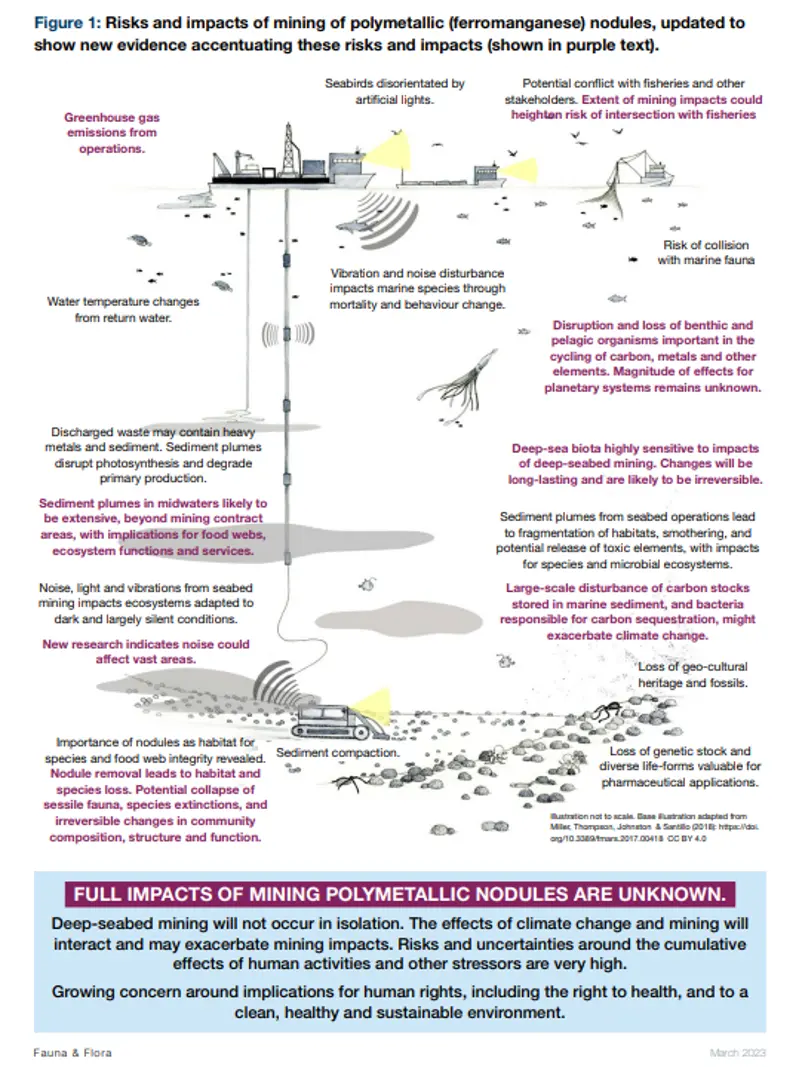 Figure 1: Risks and impacts of mining of polymetallic (ferromanganese) nodules, updated to
show new evidence accentuating these risks and impacts (shown in purple text).
Seabirds disorientated by
artificial lights.
Potential conflict with fisheries and other
stakeholders. Extent of mining impacts could
heighten risk of intersection with fisheries
Greenhouse gas
emissions from
operations.
Risk of collision
with marine fauna
Vibration and noise disturbance
impacts marine species through
mortality and behaviour change.
Water temperature changes
from return water.
Disruption and loss of benthic and
pelagic organisms important in the
cycling of carbon, metals and other
elements. Magnitude of effects for
planetary systems remains unknown.
Discharged waste may contain heavy
metals and sediment. Sediment plumes
disrupt photosynthesis and degrade
primary production.
Deep-sea biota highly sensitive to impacts
of deep-seabed mining. Changes will be
long-lasting and are likely to be irreversible.
Sediment plumes in midwaters likely to
be extensive, beyond mining contract
areas, with implications for food webs,
ecosystem functions and services.
Sediment plumes from seabed operations lead
to fragmentation of habitats, smothering, and
potential release of toxic elements, with impacts
for species and microbial ecosystems.
Noise, light and vibrations from seabed
mining impacts ecosystems adapted to
dark and largely silent conditions.
Large-scale disturbance of carbon stocks
stored in marine sediment, and bacteria
responsible for carbon sequestration, might
exacerbate climate change.
New research indicates noise could
affect vast areas.
Loss of geo-cultural
heritage and fossils.
Importance of nodules as habitat for
species and food web integrity revealed.
Nodule removal leads to habitat and
species loss. Potential collapse of
sessile fauna, species extinctions, and
irreversible changes in community
composition, structure and function.
Sediment compaction.
Loss of genetic stock and
diverse life-forms valuable for
pharmaceutical applications.
Illustration not to scale. Base illustration adapted from
Miller, Thompson, Johnston & Santillo (2018): https://doi.
org/10.3389/fmars.2017.00418 CC BY 4.0
FULL IMPACTS OF MINING POLYMETALLIC NODULES ARE UNKNOWN.
Deep-seabed mining will not occur in isolation. The effects of climate change and mining will
interact and may exacerbate mining impacts. Risks and uncertainties around the cumulative
effects of human activities and other stressors are very high.
Growing concern around implications for human rights, including the right to health, and to a
clean, healthy and sustainable environment.
Fauna & Flora
March 2023